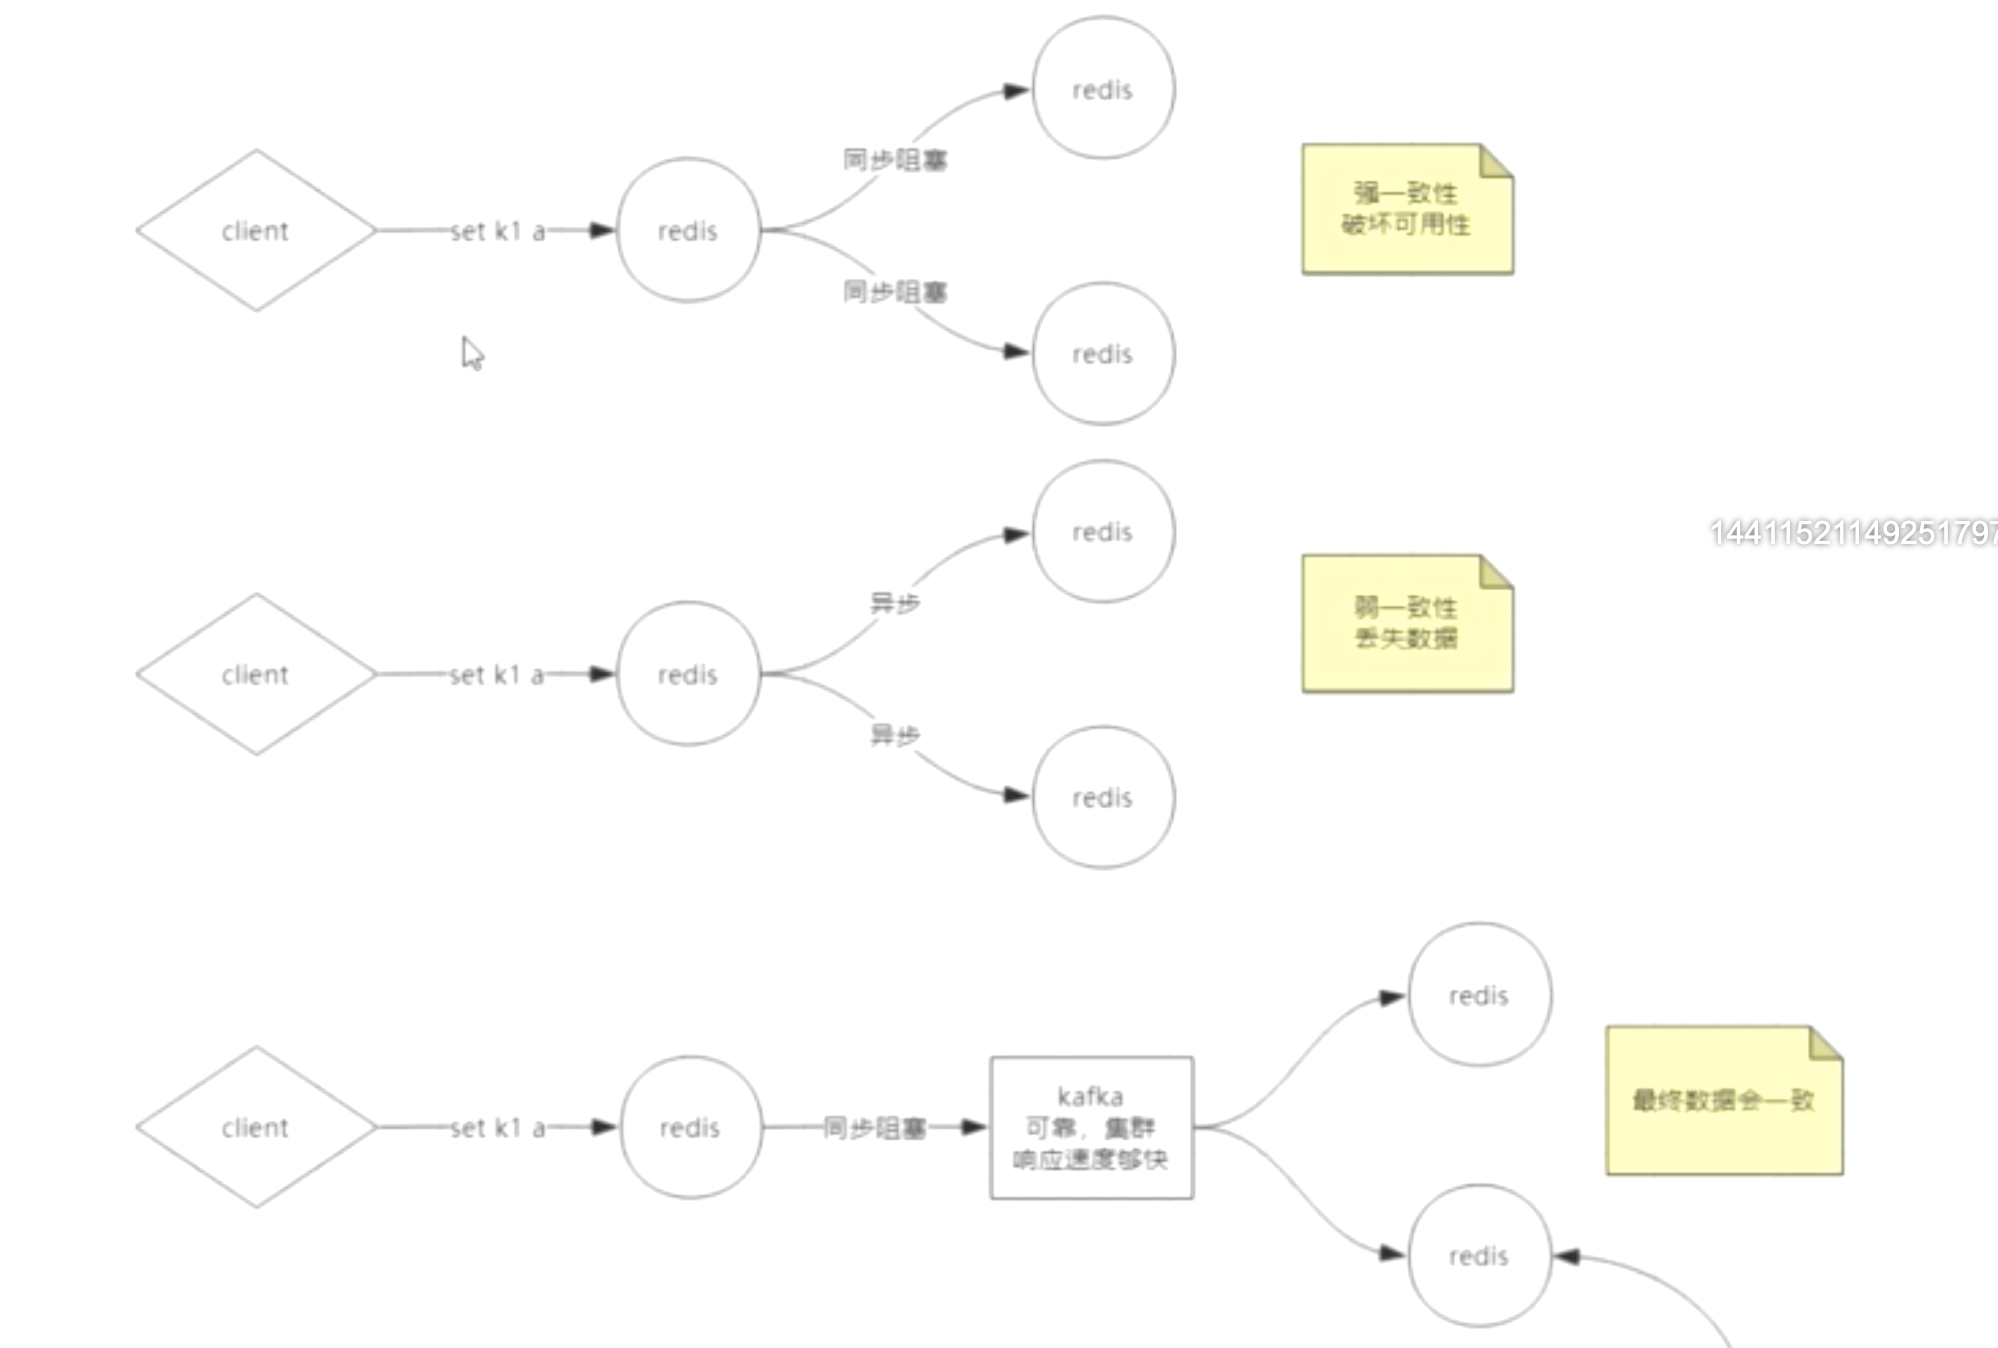 redis
同步阻塞
client
set k1 a
redis
强一致性
破坏可用性
同步阻塞
redis
redis
14411521149251797
异步
弱一致性
丢失数据
client
set k1 a
redis
异步
redis
redis
client
set k1 a
redis
同步阻塞
kafka
可靠，集群
响应速度够快
最终数据会一致
redis